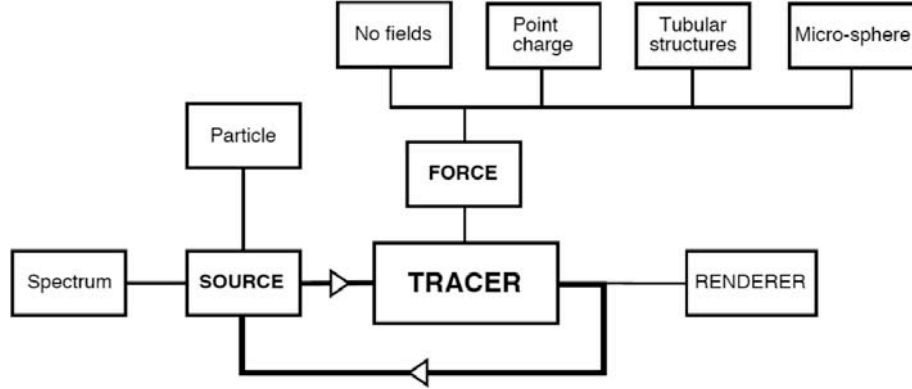 No fields
Point
charge
Tubular
structures
Micro-sphere
Particle
FORCE
Spectrum
SOURCE
TRACER
RENDERER